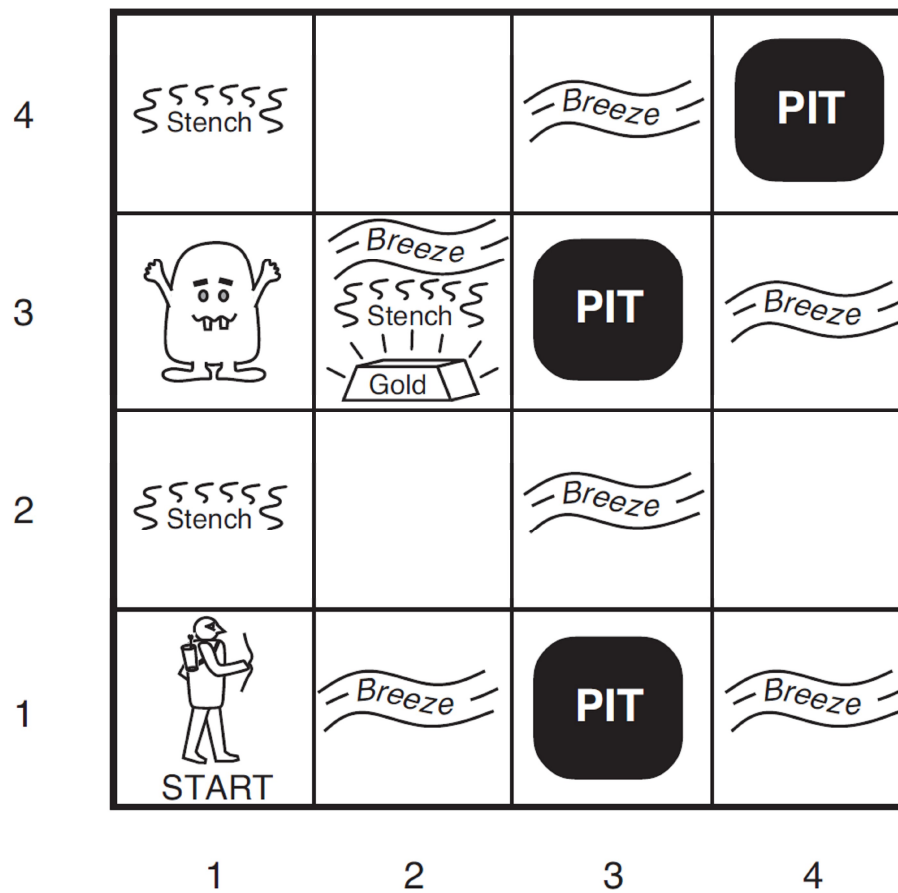 4
Stench
Breeze
PIT
3
Breeze
Stench
Gold
PIT
Breeze
2
Stench
Breeze
1
START
Breeze
PIT
Breeze
1 2 3 4